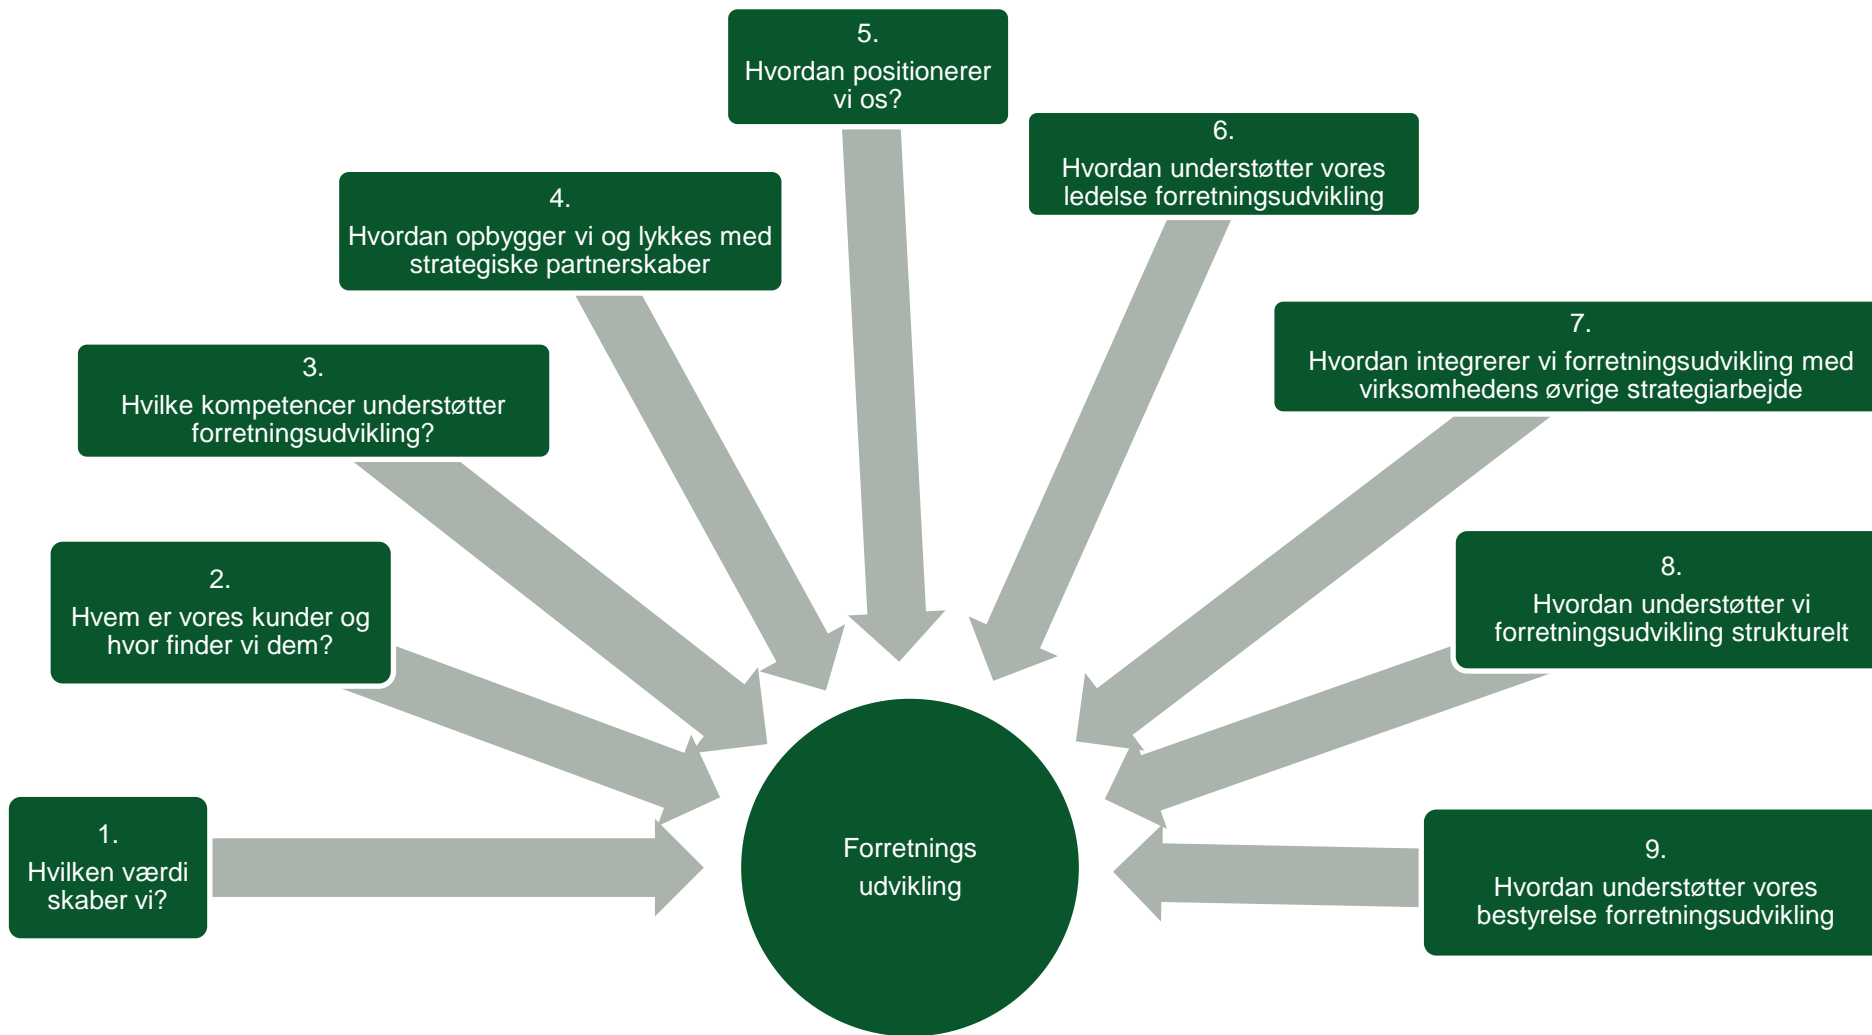 1.
Hvilken værdi
skaber vi?
2.
Hvem er vores kunder og
hvor finder vi dem?
3.
Hvilke kompetencer understøtter
forretningsudvikling?
4.
Hvordan opbygger vi og lykkes med
strategiske partnerskaber
5.
Hvordan positionerer
vi os?
6.
Hvordan understøtter vores
ledelse forretningsudvikling
7.
Hvordan integrerer vi forretningsudvikling med
virksomhedens øvrige strategiarbejde
8.
Hvordan understøtter vi
forretningsudvikling strukturelt
9.
Hvordan understøtter vores
bestyrelse forretningsudvikling
Forretnings
udvikling